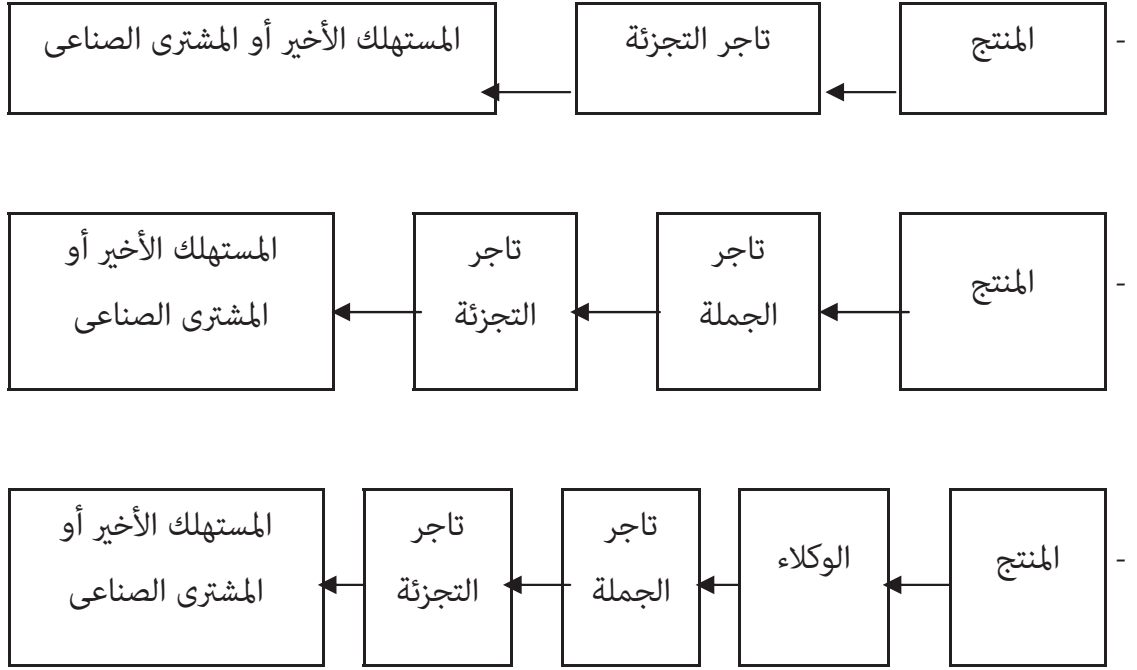 - المنتج تاجر التجزئة المستهلك الأخير أو المشترى الصناعى
- المنتج
تاجر
الجملة
تاجر
التجزئة
المستهلك الأخير أو
المشترى الصناعى
- المنتج
الوكلاء
تاجر
الجملة
تاجر
التجزئة
المستهلك الأخير أو
المشترى الصناعى